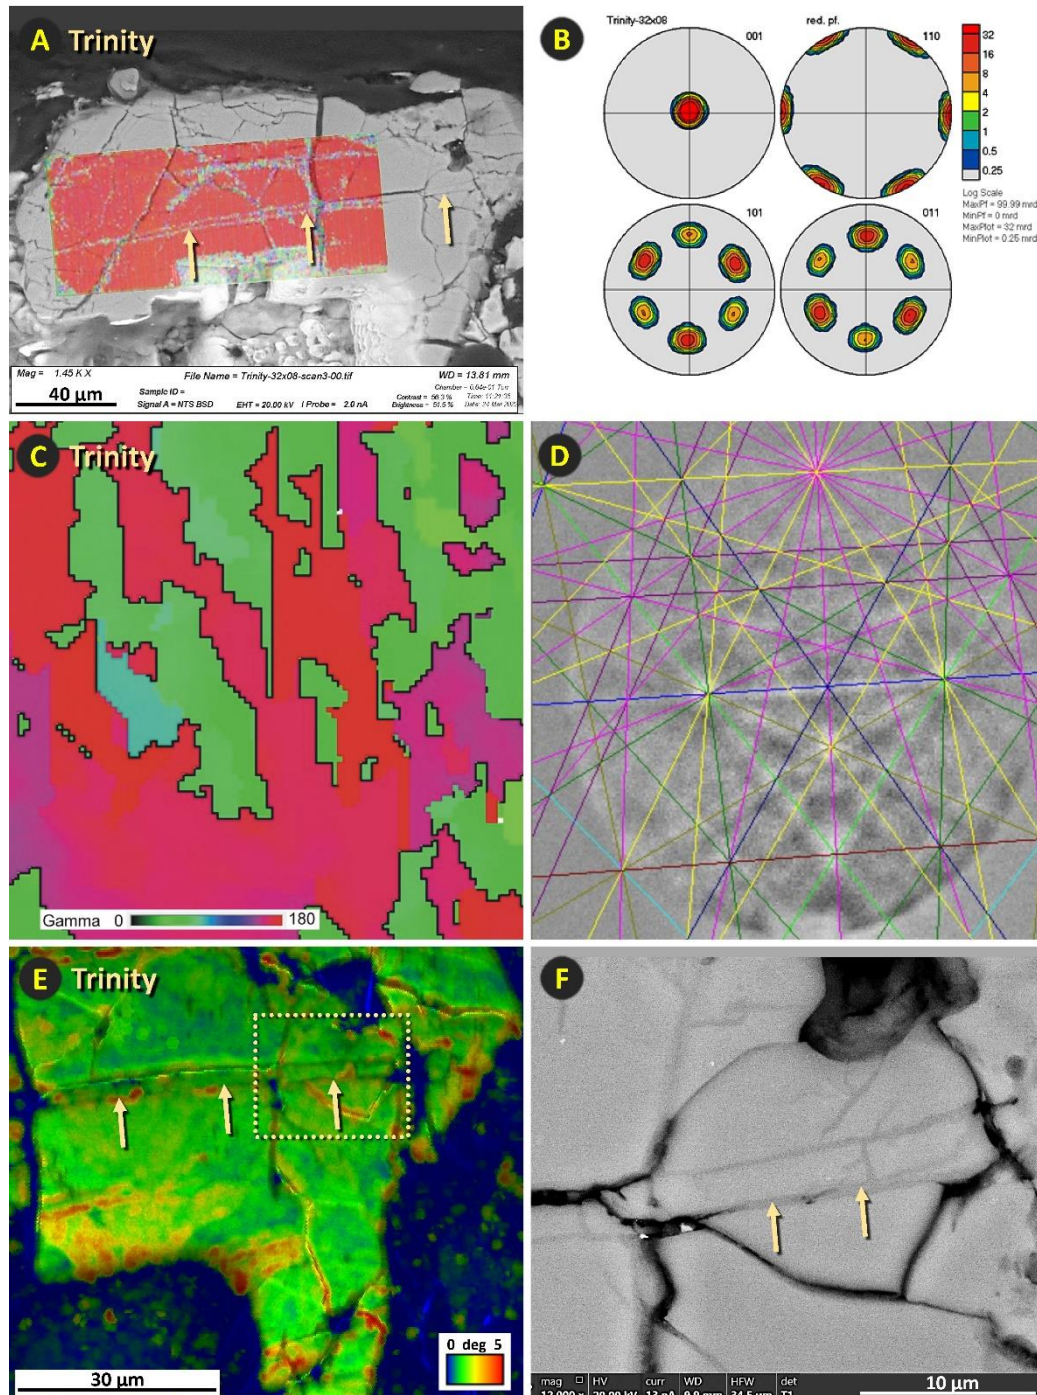 A Trinity
Mag = 1.45 K X
File Name = Trinity-32x08-scan3-00.tif
WD = 13.81 mm
40 µm
Sample ID =
Signal A = NTS BSD
EHT = 20.00 kV
I Probe = 2.0 nA
Contrast = 56.3 %
B
Trinity-32x08
red. pf.
001
110
101
011
32
16
8
4
2
1
0.5
0.25
Log Scale
MaxPf = 99.99 mrd
MinPf = 0 mrd
MaxPlot = 32 mrd
MinPlot = 0.25 mrd
C Trinity
Gamma 0 180
D
E Trinity
0 deg 5
30 µm
F
mag HV curr WD HFW det
10 µm